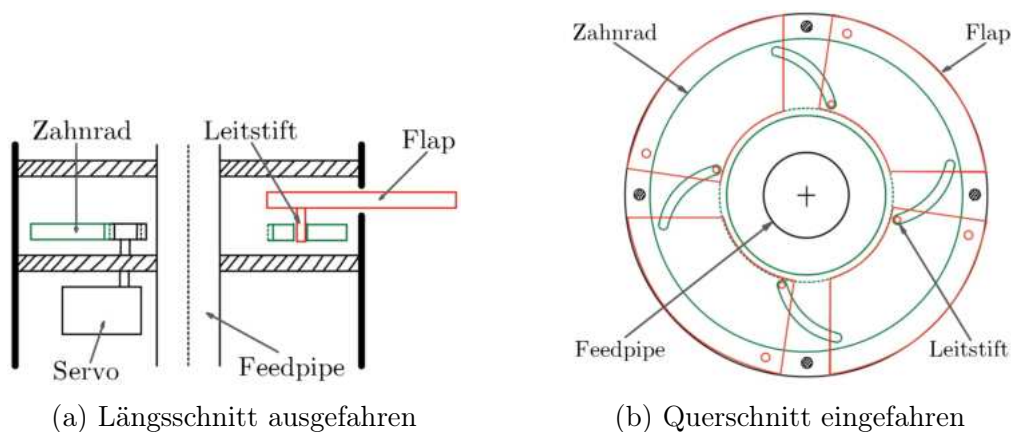 Zahnrad
Leitstift
Flap
Servo
Feedpipe
(a) Längsschnitt ausgefahren
Zahnrad
Flap
Feedpipe
Leitstift
(b) Querschnitt eingefahren